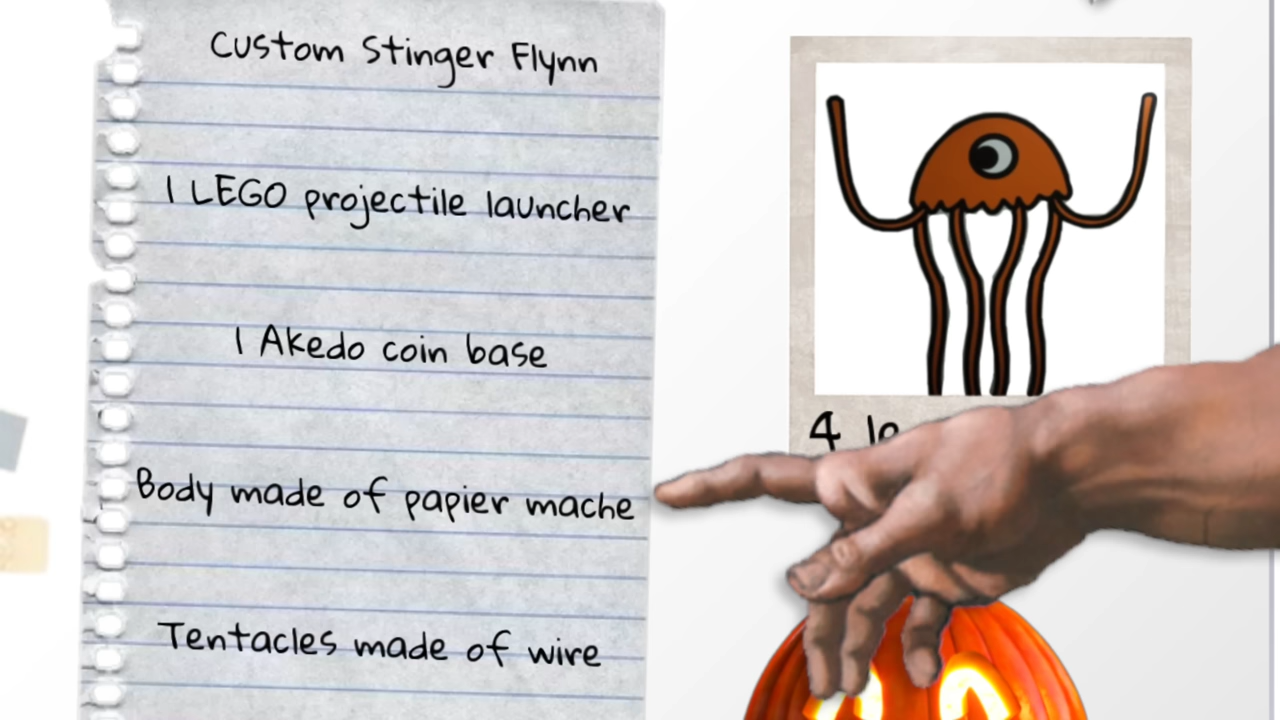 Custom Stinger Flynn
1 LEGO projectile launcher
1 Akedo coin base
Body made of papier mache
Tentacles made of wire
4